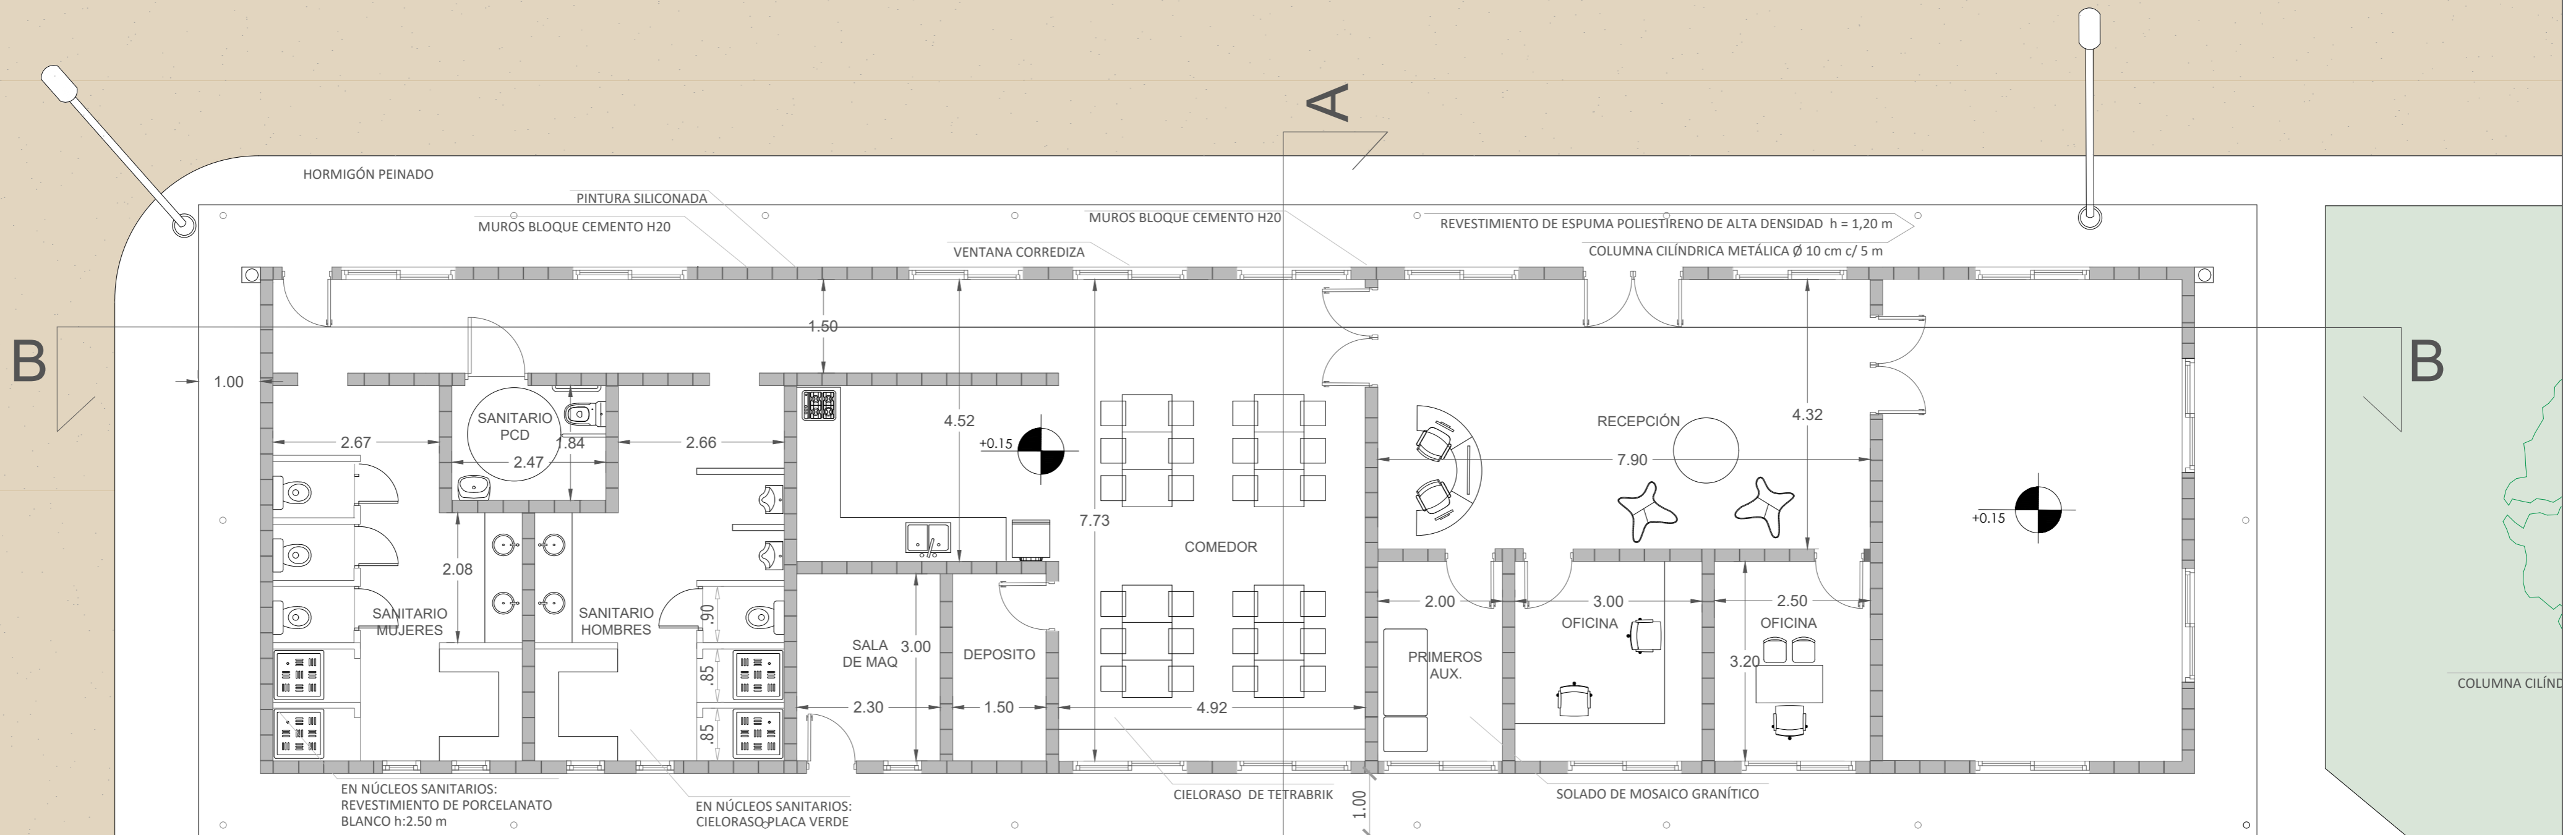 A
HORMIGÓN PEINADO
PINTURA SILICONADA
MUROS BLOQUE CEMENTO H20
MUROS BLOQUE CEMENTO H20
REVESTIMIENTO DE ESPUMA POLIESTIRENO DE ALTA DENSIDAD h = 1,20 m
VENTANA CORREDIZA
COLUMNA CILÍNDRICA METÁLICA Ø 10 cm c/ 5 m
1.50
B
B
1.00
SANITARIO
PCD
2.67
1.84
2.66
2.47
4.52
+0.15
RECEPCIÓN
4.32
7.90
7.73
+0.15
COMEDOR
2.08
SANITARIO
MUJERES
SANITARIO
HOMBRES
.90
.85
.85
SALA
DE MAQ
3.00
DEPOSITO
2.30
1.50
4.92
2.00
3.00
2.50
OFICINA
OFICINA
PRIMEROS
AUX.
3.20
COLUMNA CILÍND
EN NÚCLEOS SANITARIOS:
REVESTIMIENTO DE PORCELANATO
BLANCO h:2.50 m
EN NÚCLEOS SANITARIOS:
CIELORASO PLACA VERDE
CIELORASO DE TETRABRIK
1.00
SOLADO DE MOSAICO GRANÍTICO